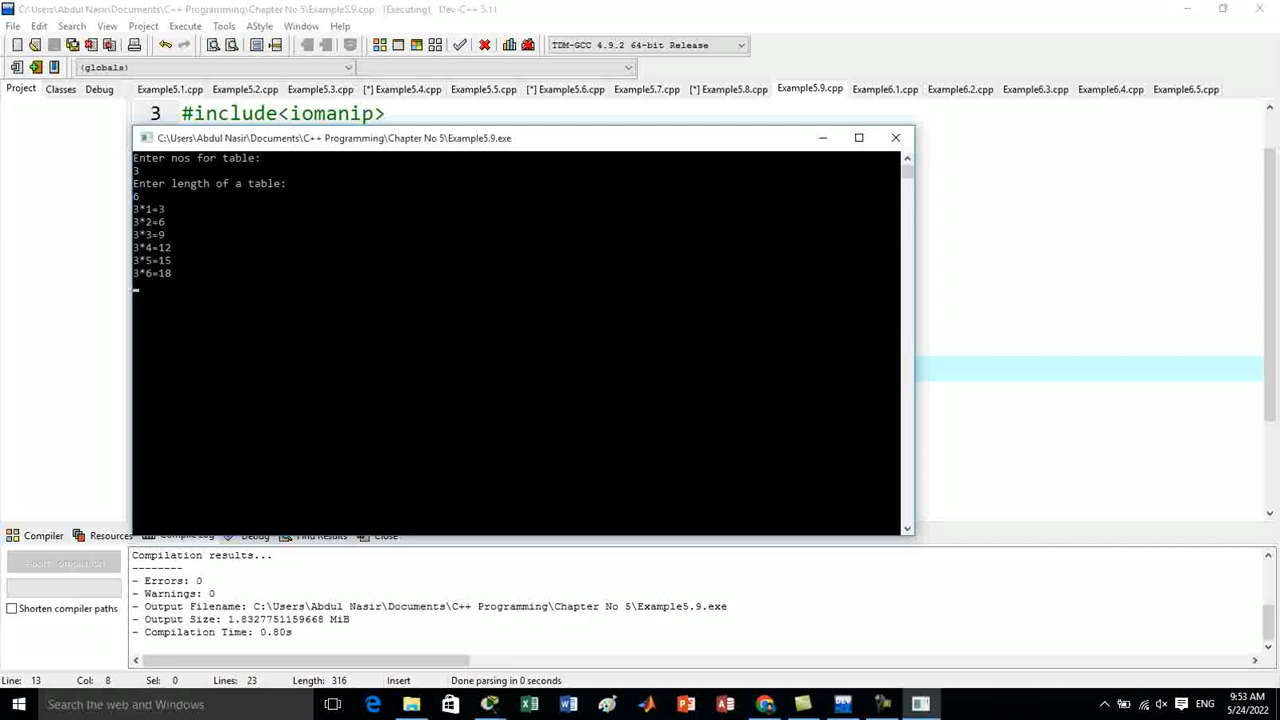 C:\Users\Abdul Nasir\Documents\C++ Programming\Chapter No 5\Example5.9.cpp - [Executing] - Dev-C++ 5.11
File Edit Search View Project Execute Tools AStyle Window Help
TDM-GCC 4.9.2 64-bit Release
(globals)
Project Classes Debug Example5.1.cpp Example5.2.cpp Example5.3.cpp [*] Example5.4.cpp Example5.5.cpp [*] Example5.6.cpp Example5.7.cpp [*] Example5.8.cpp Example5.9.cpp Example6.1.cpp Example6.2.cpp Example6.3.cpp Example6.4.cpp Example6.5.cpp
3 #include<iomanip>
C:\Users\Abdul Nasir\Documents\C++ Programming\Chapter No 5\Example5.9.exe
Enter nos for table:
3
Enter length of a table:
6
3*1=3
3*2=6
3*3=9
3*4=12
3*5=15
3*6=18
Compiler Resources Compile Log Debug Find Results Close
Compilation results...
--------
- Errors: 0
- Warnings: 0
- Output Filename: C:\Users\Abdul Nasir\Documents\C++ Programming\Chapter No 5\Example5.9.exe
- Output Size: 1.8327751159668 MiB
- Compilation Time: 0.80s
Abort Compilation
Shorten compiler paths
Line: 13 Col: 8 Sel: 0 Lines: 23 Length: 316 Insert Done parsing in 0 seconds
Search the web and Windows
ENG
9:53 AM
5/24/2022